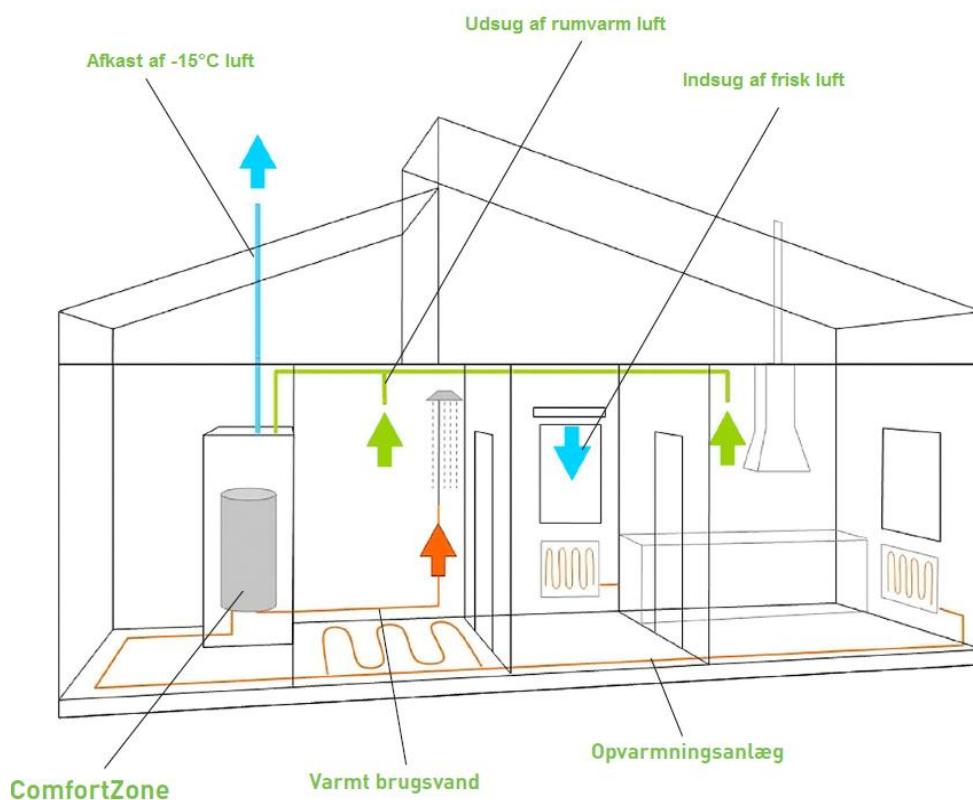 Udsug af rumvarm luft
Afkast af -15°C luft
Indsug af frisk luft
Opvarmningsanlæg
Varmt brugsvand
ComfortZone